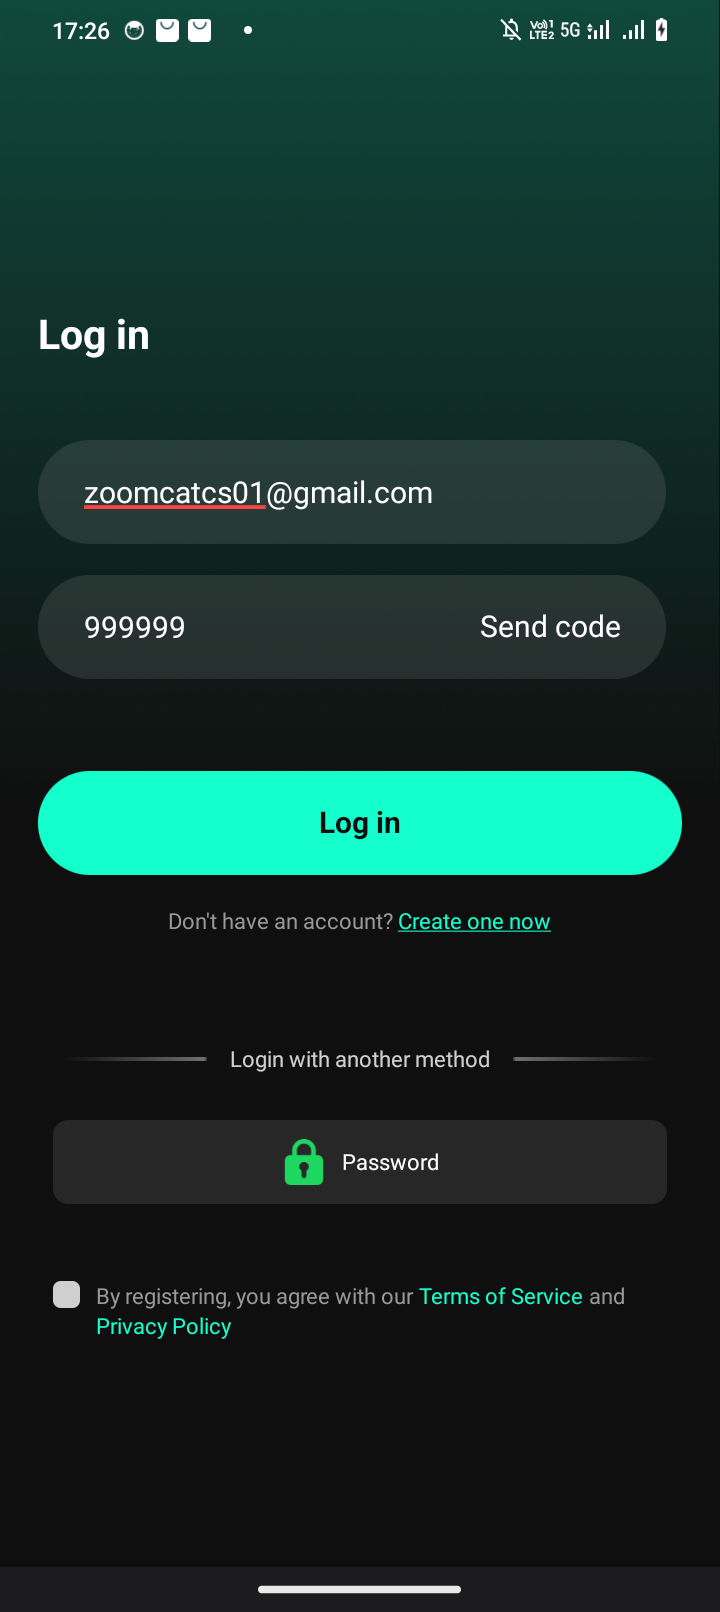 17:26
Vo)) 1
LTE2 5G
Log in
zoomcatcs01@gmail.com
999999 Send code
Log in
Don't have an account? Create one now
Login with another method
Password
By registering, you agree with our Terms of Service and
Privacy Policy